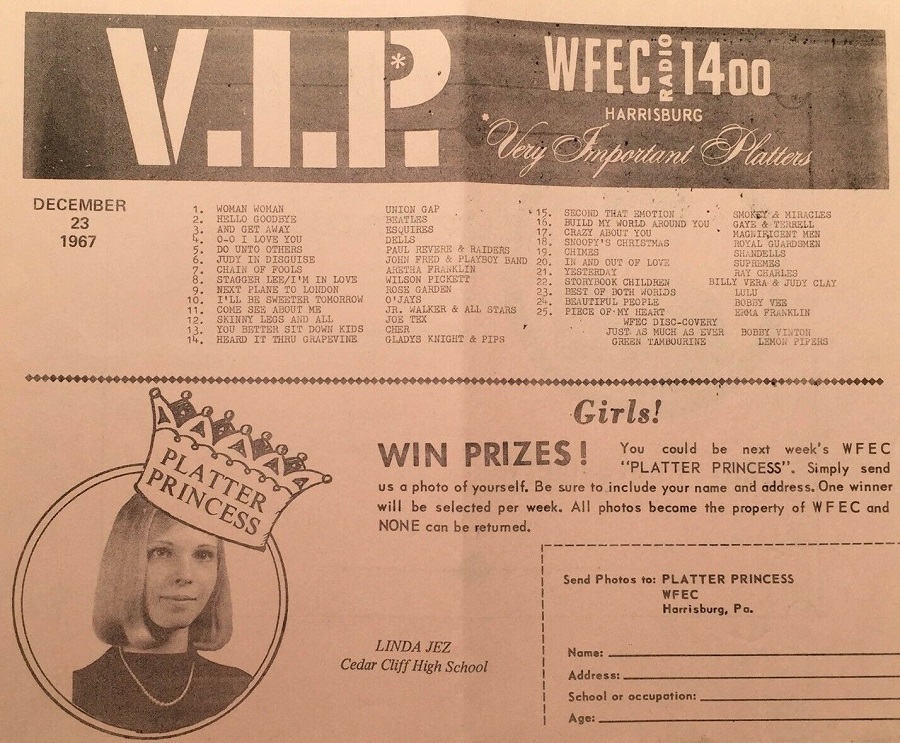 V.I.P.*
WFEC RADIO 1400
HARRISBURG
*Very Important Platters
DECEMBER
23
1967
1. WOMAN WOMAN UNION GAP
2. HELLO GOODBYE BEATLES
3. AND GET AWAY ESQUIRES
4. O-O I LOVE YOU DELLS
5. DO UNTO OTHERS PAUL REVERE & RAIDERS
6. JUDY IN DISGUISE JOHN FRED & PLAYBOY BAND
7. CHAIN OF FOOLS ARETHA FRANKLIN
8. STAGGER LEE/I'M IN LOVE WILSON PICKETT
9. NEXT PLANE TO LONDON ROSE GARDEN
10. I'LL BE SWEETER TOMORROW O'JAYS
11. COME SEE ABOUT ME JR. WALKER & ALL STARS
12. SKINNY LEGS AND ALL JOE TEX
13. YOU BETTER SIT DOWN KIDS CHER
14. HEARD IT THRU GRAPEVINE GLADYS KNIGHT & PIPS
15. SECOND THAT EMOTION SMOKEY & MIRACLES
16. BUILD MY WORLD AROUND YOU GAYE & TERRELL
17. CRAZY ABOUT YOU MAGNIFICENT MEN
18. SNOOPY'S CHRISTMAS ROYAL GUARDSMEN
19. CHIMES SHANDELLS
20. IN AND OUT OF LOVE SUPREMES
21. YESTERDAY RAY CHARLES
22. STORYBOOK CHILDREN BILLY VERA & JUDY CLAY
23. BEST OF BOTH WORLDS LULU
24. BEAUTIFUL PEOPLE BOBBY VEE
25. PIECE OF MY HEART ERMA FRANKLIN
WFEC DISC-COVERY
JUST AS MUCH AS EVER BOBBY VINTON
GREEN TAMBOURINE LEMON PIPERS
PLATTER
PRINCESS
LINDA JEZ
Cedar Cliff High School
Girls!
WIN PRIZES! You could be next week's WFEC
"PLATTER PRINCESS". Simply send
us a photo of yourself. Be sure to include your name and address. One winner
will be selected per week. All photos become the property of WFEC and
NONE can be returned.
Send Photos to: PLATTER PRINCESS
WFEC
Harrisburg, Pa.
Name:
Address:
School or occupation:
Age: